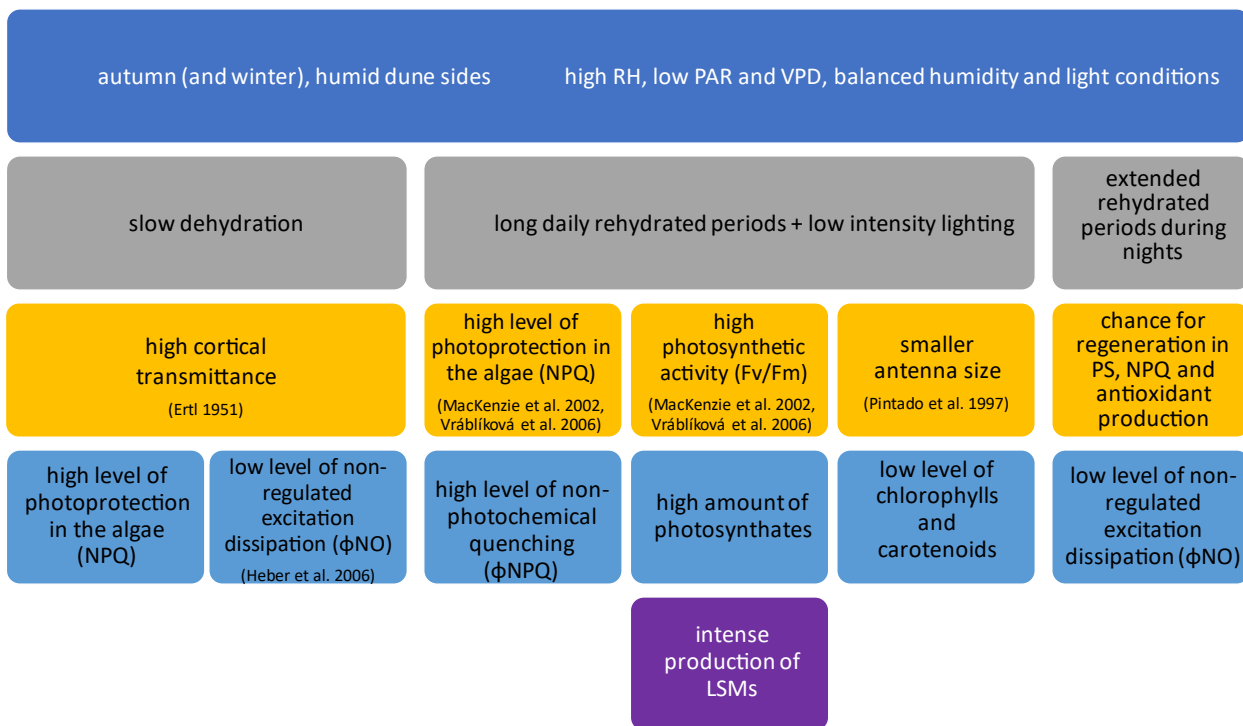 autumn (and winter), humid dune sides
high RH, low PAR and VPD, balanced humidity and light conditions
slow dehydration
long daily rehydrated periods + low intensity lighting
extended
rehydrated
periods during
nights
high cortical
transmittance
(Ertl 1951)
high level of
photoprotection in
the algae (NPQ)
(MacKenzie et al. 2002,
Vráblíková et al. 2006)
high
photosynthetic
activity (Fv/Fm)
(MacKenzie et al. 2002,
Vráblíková et al. 2006)
smaller
antenna size
(Pintado et al. 1997)
chance for
regeneration in
PS, NPQ and
antioxidant
production
high level of
photoprotection
in the algae
(NPQ)
low level of non-
regulated
excitation
dissipation (ϕNO)
(Heber et al. 2006)
high level of non-
photochemical
quenching
(ϕNPQ)
high amount of
photosynthates
low level of
chlorophylls
and
carotenoids
low level of non-
regulated
excitation
dissipation (ϕNO)
intense
production of
LSMs